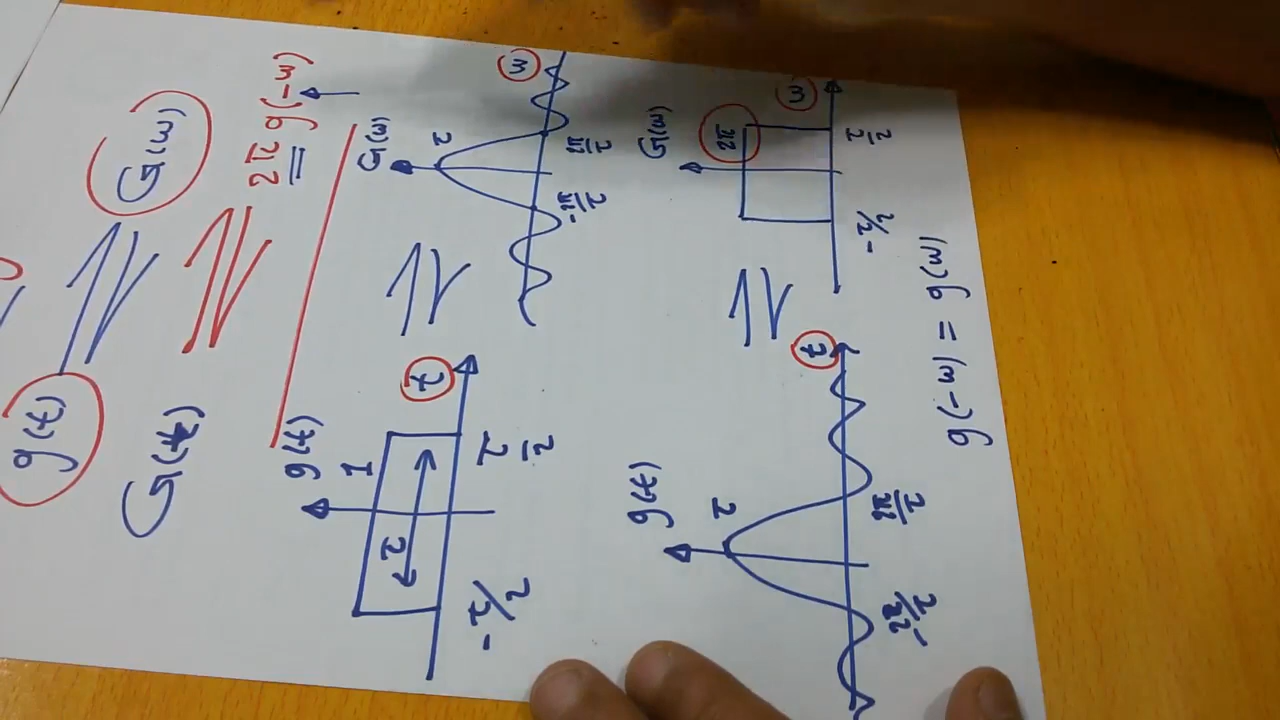 g(t) ⇌ G(ω)
G(t) ⇌ 2π g(-ω)
g(t) G(ω)
1 τ
τ
t ⇌ ω
-τ/2 τ/2 -2π/τ 2π/τ
g(t) G(ω)
τ 2π
t ⇌ ω
-2π/τ 2π/τ -τ/2 τ/2
g(-ω) = g(ω)